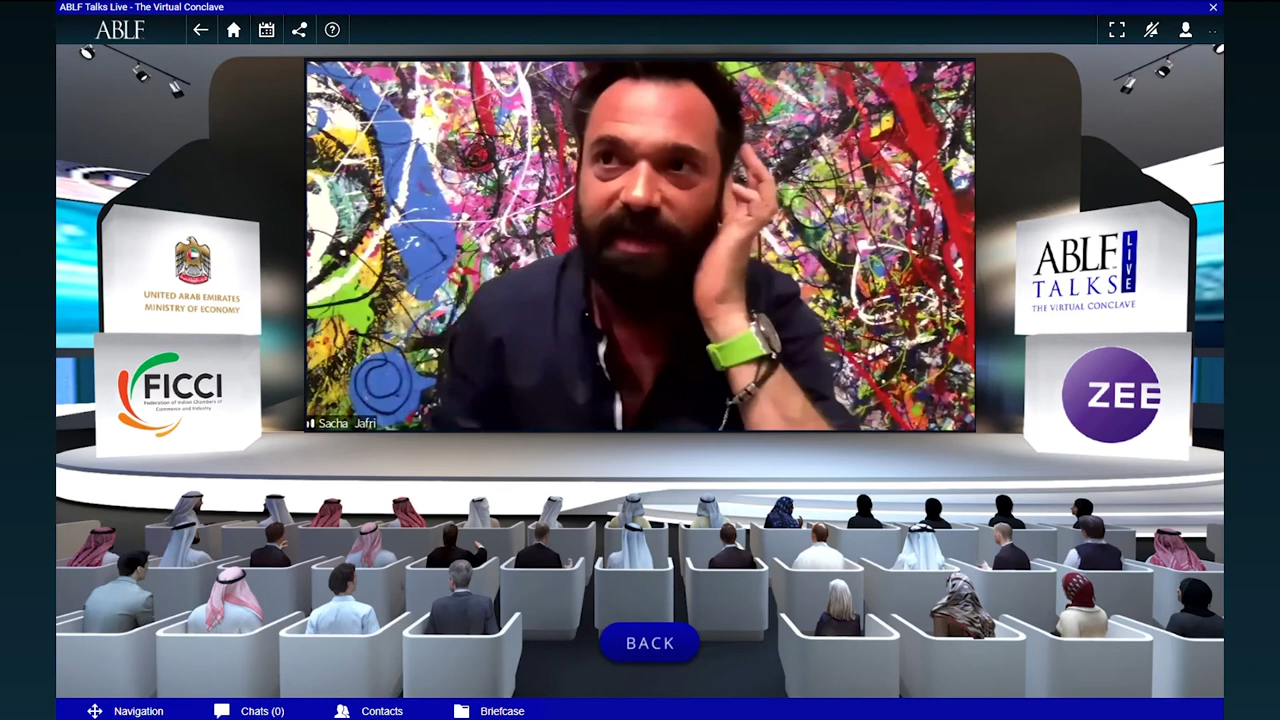 ABLF Talks Live - The Virtual Conclave
ABLF
UNITED ARAB EMIRATES
MINISTRY OF ECONOMY
FICCI
Federation of Indian Chambers of
Commerce and Industry
Sacha Jafri
ABLF
TALKS
LIVE
THE VIRTUAL CONCLAVE
ZEE
BACK
Navigation
Chats (0)
Contacts
Briefcase